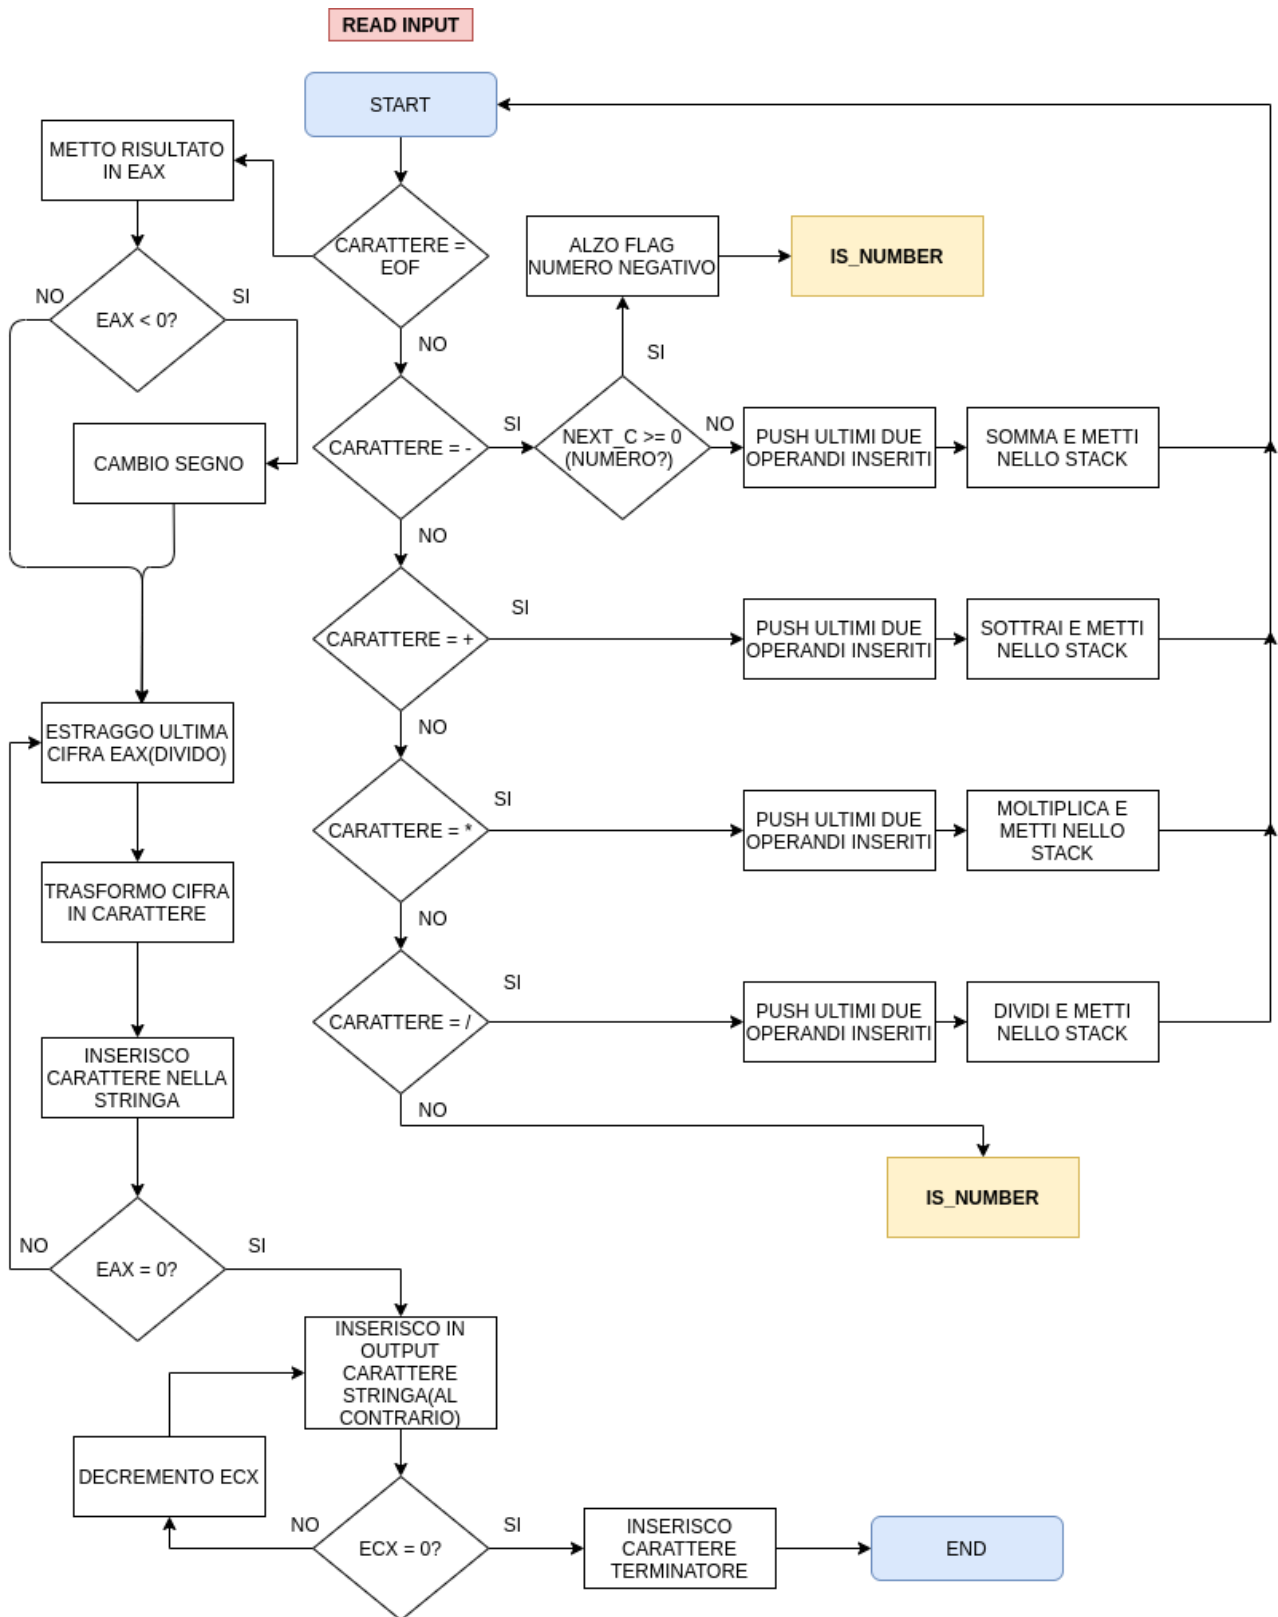 READ INPUT
START
METTO RISULTATO
IN EAX
CARATTERE =
EOF
ALZO FLAG
NUMERO NEGATIVO
IS_NUMBER
NO
SI
EAX < 0?
NO
SI
CARATTERE = -
SI
NEXT_C >= 0
(NUMERO?)
NO
PUSH ULTIMI DUE
OPERANDI INSERITI
SOMMA E METTI
NELLO STACK
CAMBIO SEGNO
NO
CARATTERE = +
SI
PUSH ULTIMI DUE
OPERANDI INSERITI
SOTTRAI E METTI
NELLO STACK
NO
ESTRAGGO ULTIMA
CIFRA EAX(DIVIDO)
CARATTERE = *
SI
PUSH ULTIMI DUE
OPERANDI INSERITI
MOLTIPLICA E
METTI NELLO
STACK
NO
TRASFORMO CIFRA
IN CARATTERE
CARATTERE = /
SI
PUSH ULTIMI DUE
OPERANDI INSERITI
DIVIDI E METTI
NELLO STACK
INSERISCO
CARATTERE NELLA
STRINGA
NO
IS_NUMBER
NO
SI
EAX = 0?
INSERISCO IN
OUTPUT
CARATTERE
STRINGA(AL
CONTRARIO)
DECREMENTO ECX
NO
ECX = 0?
SI
INSERISCO
CARATTERE
TERMINATORE
END